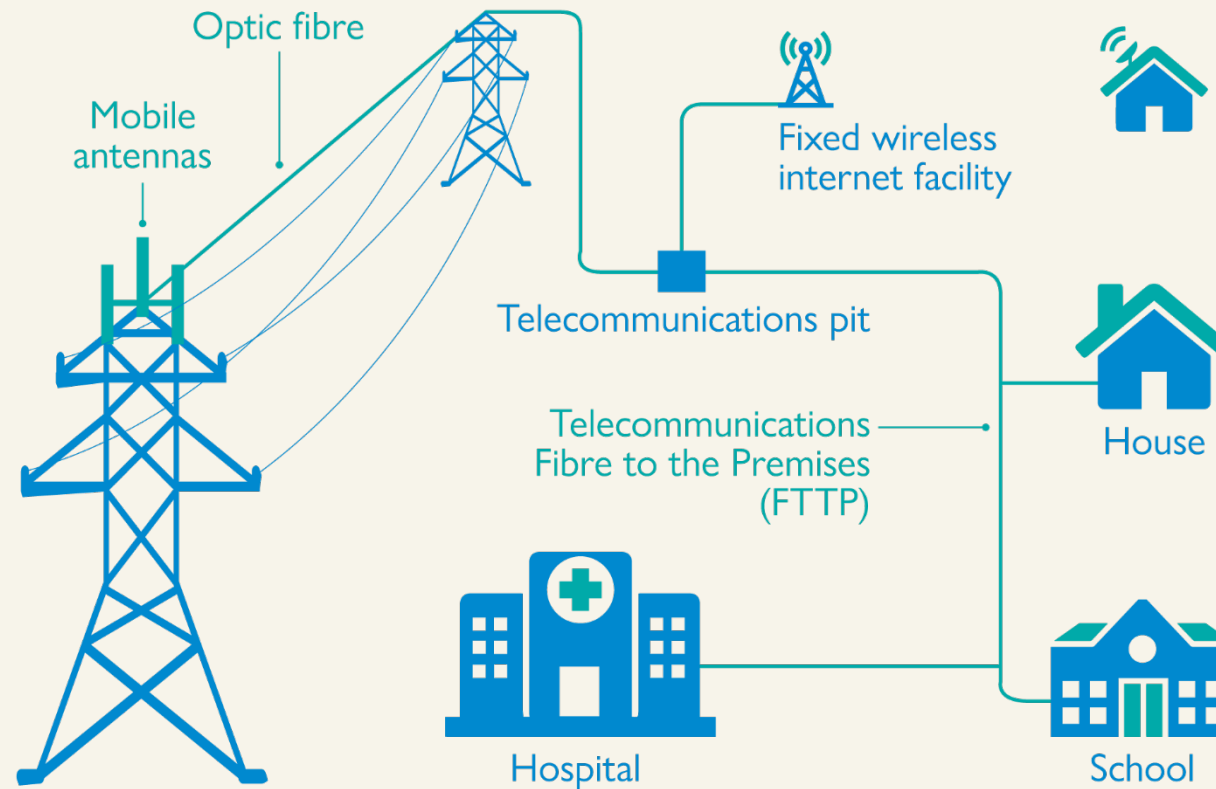 Optic fibre
Mobile
antennas
Fixed wireless
internet facility
Telecommunications pit
Telecommunications
Fibre to the Premises
(FTTP)
House
Hospital
School